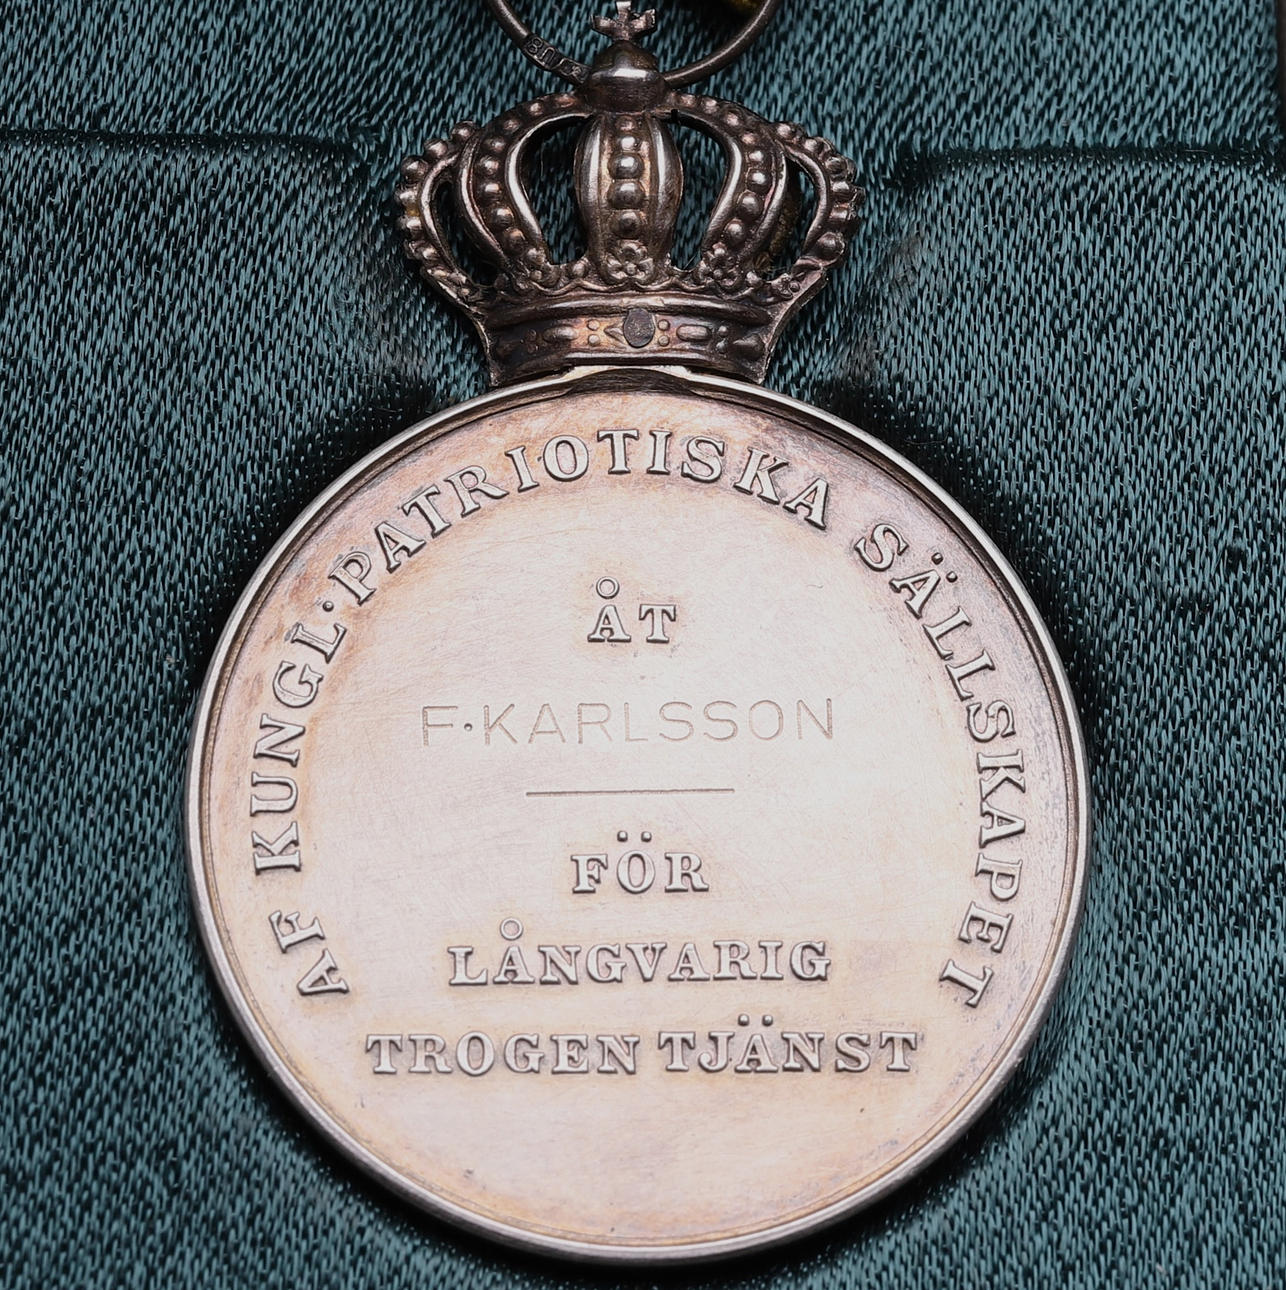 AF KUNGL. PATRIOTISKA SÄLLSKAPET
ÅT
F·KARLSSON
FÖR
LÅNGVARIG
TROGEN TJÄNST